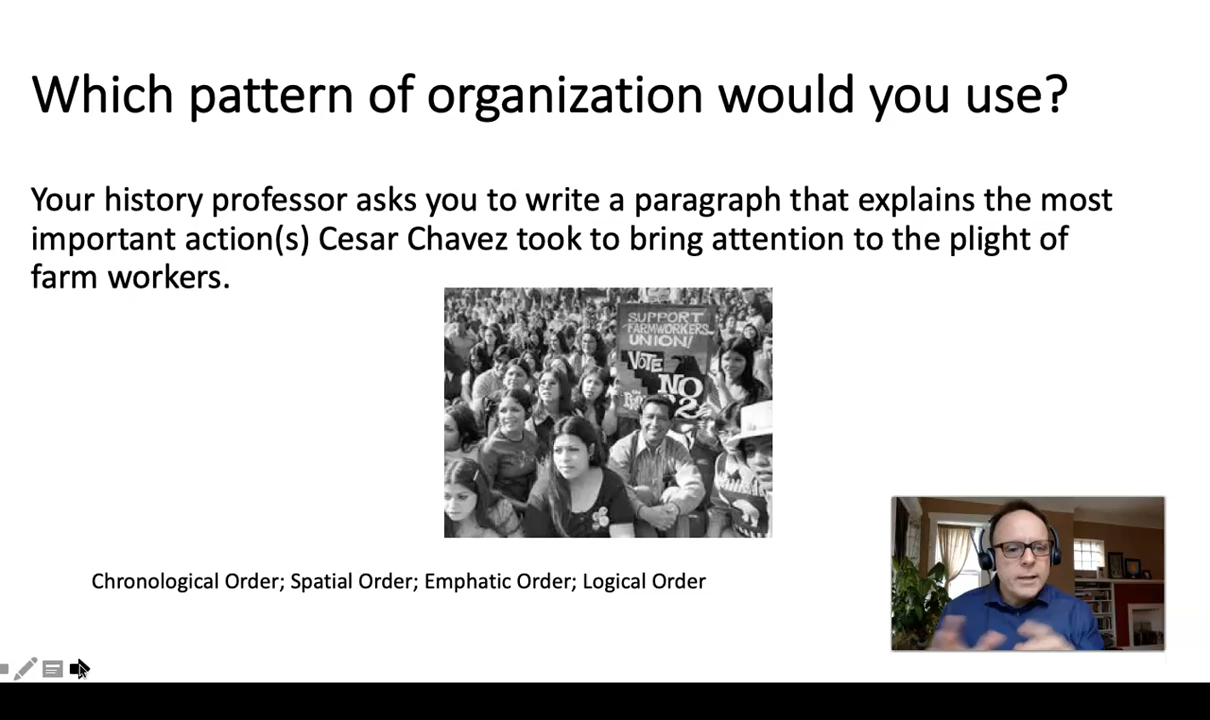 Which pattern of organization would you use?
Your history professor asks you to write a paragraph that explains the most
important action(s) Cesar Chavez took to bring attention to the plight of
farm workers.
SUPPORT
FARMWORKERS
UNION!
VOTE
NO
Chronological Order; Spatial Order; Emphatic Order; Logical Order